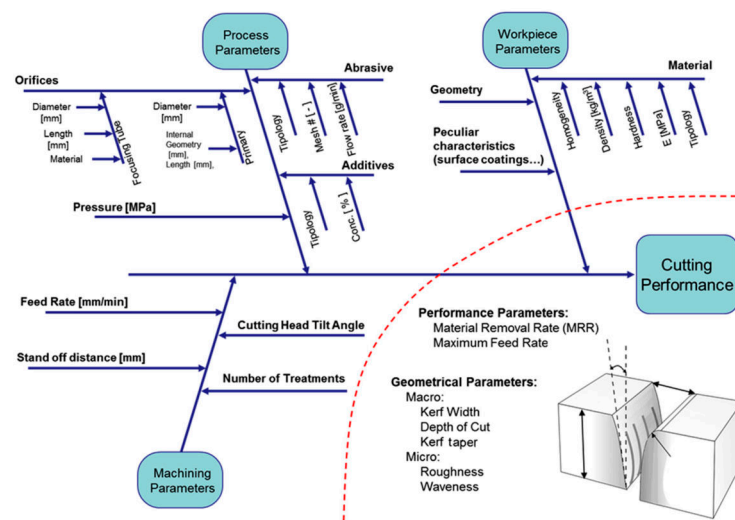 Process
Parameters
Workpiece
Parameters
Orifices
Abrasive
Material
Diameter
[mm]
Length
[mm]
Material
Focusing Tube
Diameter
[mm]
Internal
Geometry
[mm],
Length [mm],
Primary
Tipology
Mesh # [ - ]
Flow rate [g/min]
Geometry
Homogeneity
Density [kg/m³]
Hardness
E [MPa]
Tipology
Peculiar
characteristics
(surface coatings…)
Additives
Tipology
Conc. [ % ]
Pressure [MPa]
Cutting
Performance
Feed Rate [mm/min]
Cutting Head Tilt Angle
Stand off distance [mm]
Number of Treatments
Machining
Parameters
Performance Parameters:
Material Removal Rate (MRR)
Maximum Feed Rate
Geometrical Parameters:
Macro:
Kerf Width
Depth of Cut
Kerf taper
Micro:
Roughness
Waveness